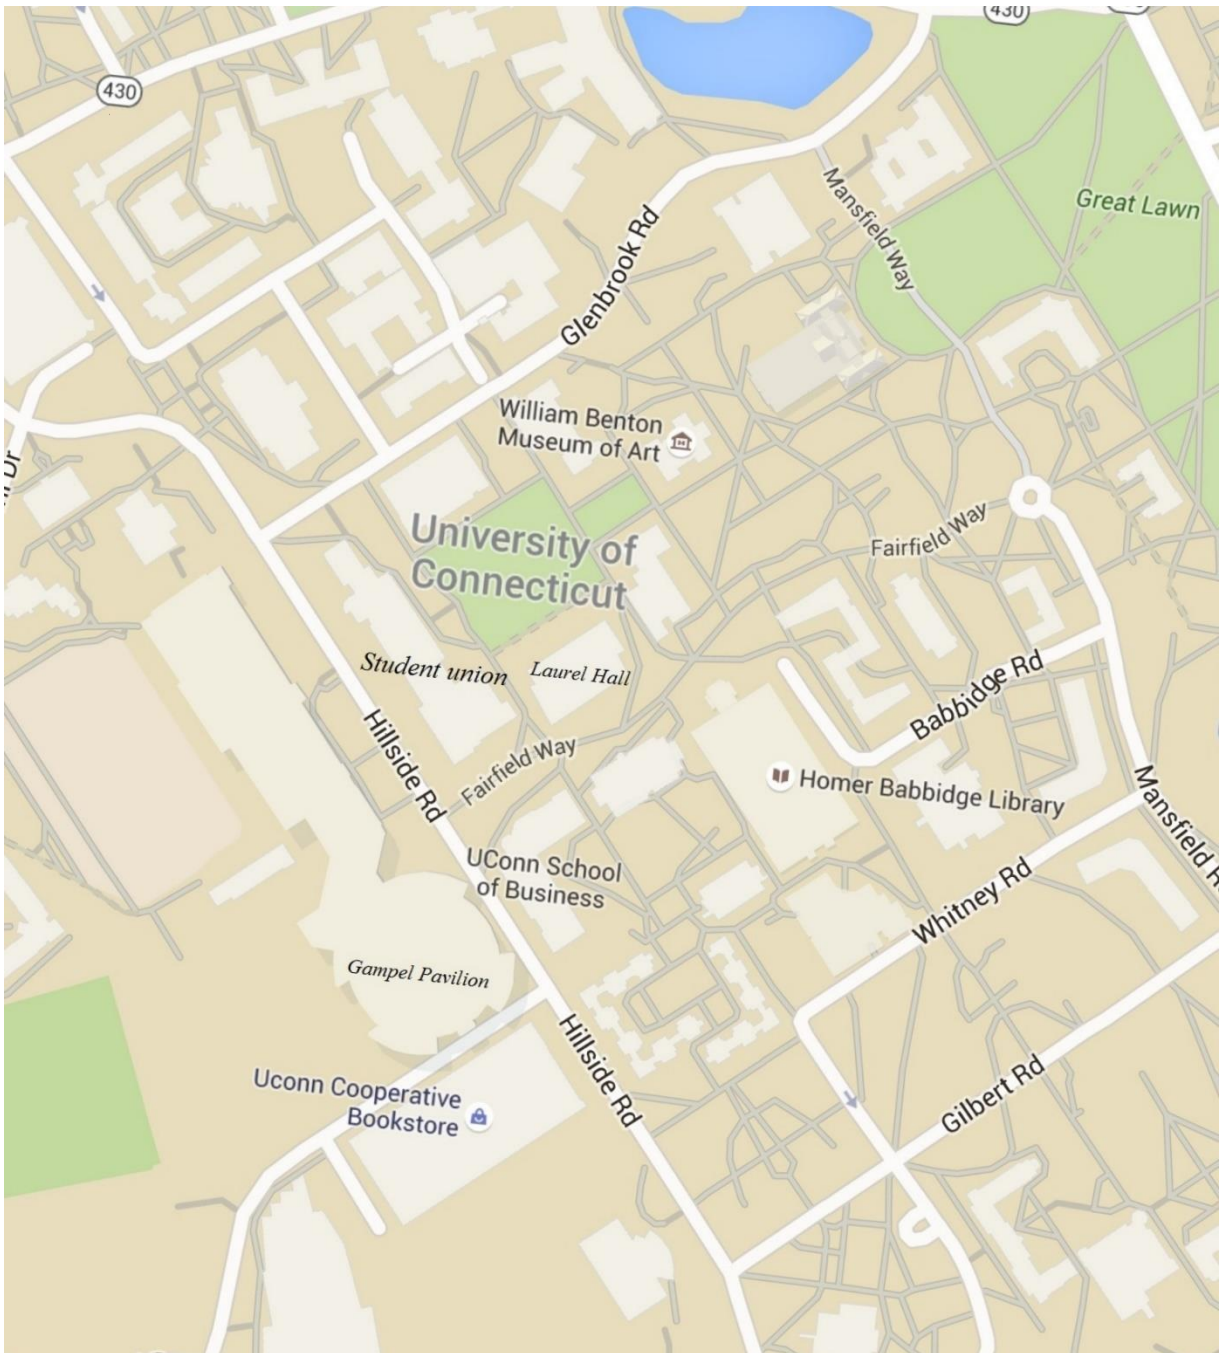 430
430
Great Lawn
Mansfield Way
Glenbrook Rd
William Benton
Museum of Art
Dr
University of
Connecticut
Fairfield Way
Student union
Laurel Hall
Babbidge Rd
Hillside Rd
Fairfield Way
Homer Babbidge Library
Mansfield R
UConn School
of Business
Whitney Rd
Gampel Pavilion
Hillside Rd
Uconn Cooperative
Bookstore
Gilbert Rd